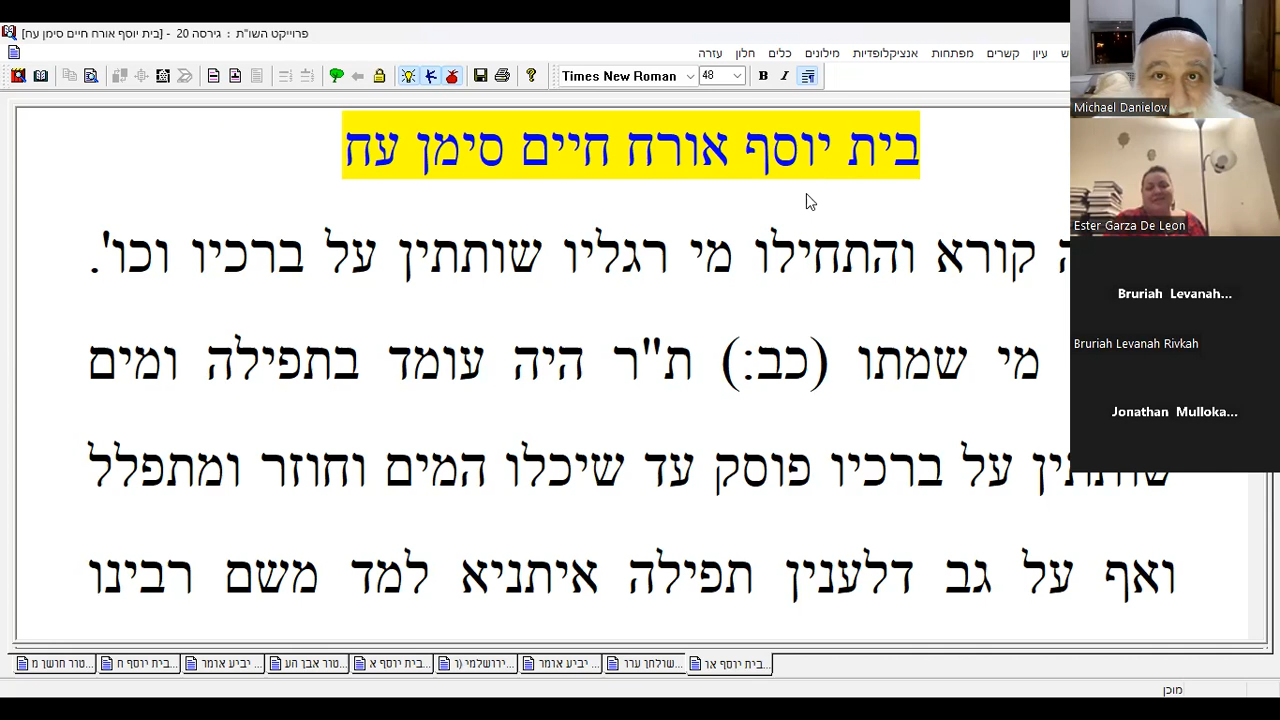 פרוייקט השו"ת : גירסה 20 - [בית יוסף אורח חיים סימן עח]
עיון קשרים מפתחות אנציקלופדיות מילונים כלים חלון עזרה
Times New Roman 48 B I
בית יוסף אורח חיים סימן עח
קורא והתחילו מי רגליו שותתין על ברכיו וכו'.
מי שמתו (כב:) ת"ר היה עומד בתפילה ומים
שותתין על ברכיו פוסק עד שיכלו המים וחוזר ומתפלל
ואף על גב דלענין תפילה איתניא למד משם רבינו
Michael Danielov
Ester Garza De Leon
Bruriah Levanah...
Bruriah Levanah Rivkah
Jonathan Mulloka...
בית יוסף או...
שולחן ערו...
יביע אומר...
ירושלמי (ו...
בית יוסף א...
טור אבן הע...
יביע אומר...
בית יוסף ח...
טור חושן מ...
מוכן